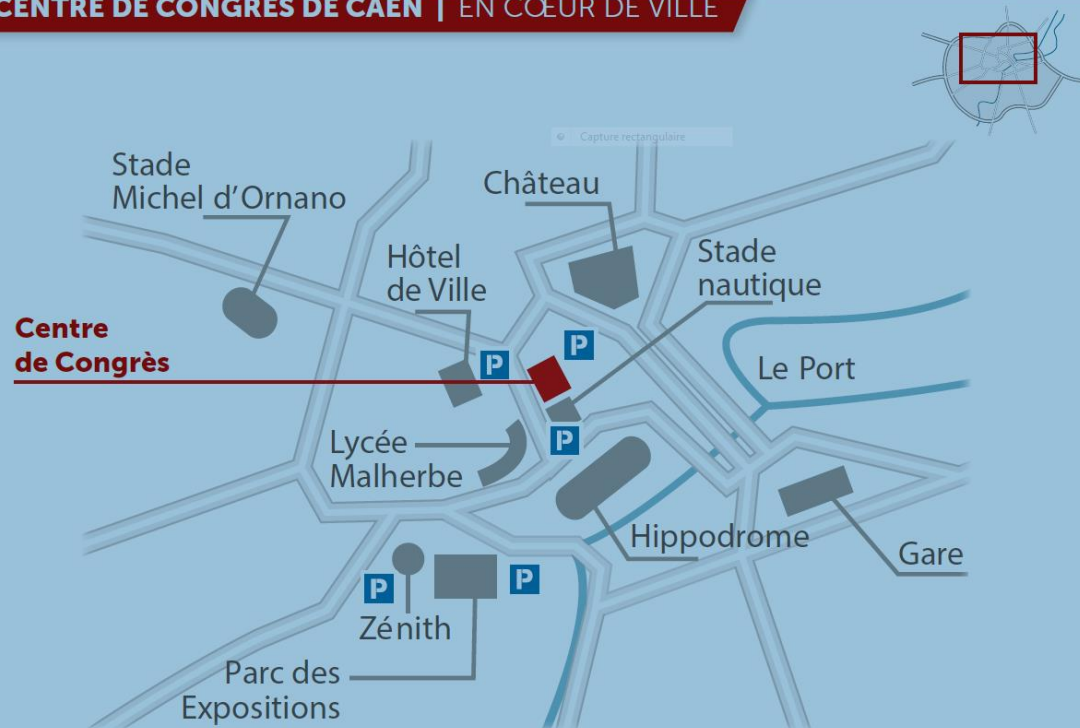 CENTRE DE CONGRÈS DE CAEN | EN CŒUR DE VILLE
Capture rectangulaire
Stade
Michel d'Ornano
Château
Hôtel
de Ville
Stade
nautique
Centre
de Congrès
P
P
Le Port
Lycée
Malherbe
P
Hippodrome
Gare
P
P
Zénith
Parc des
Expositions